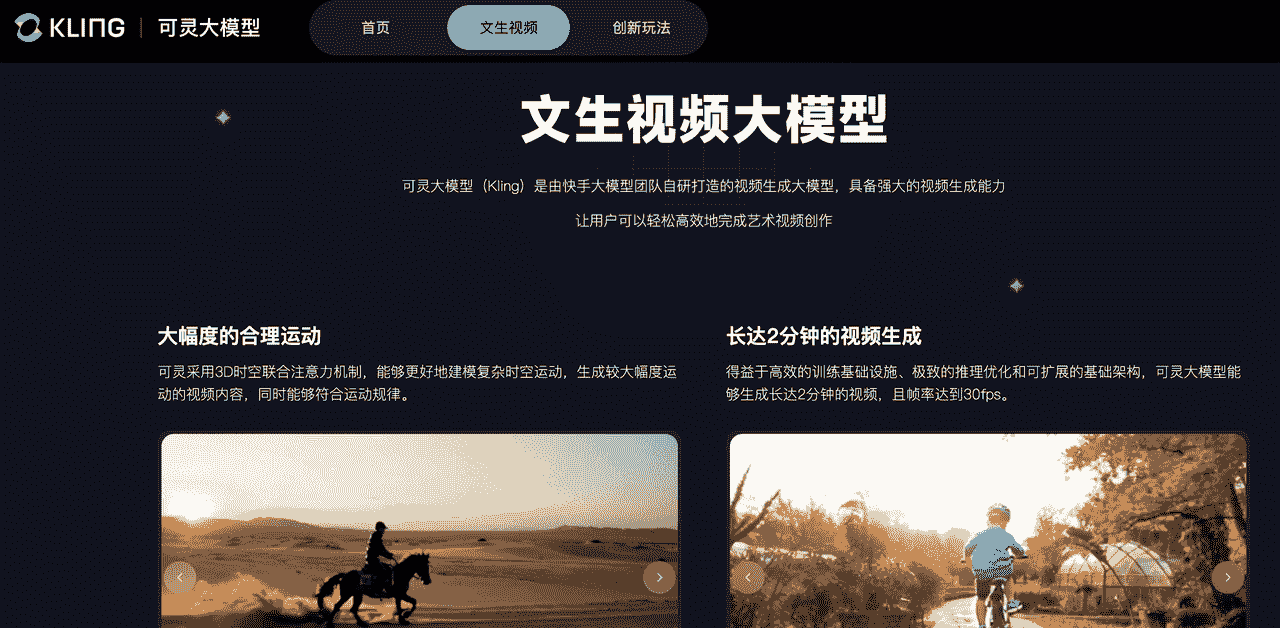 KLING | 可灵大模型
首页
文生视频
创新玩法
文生视频大模型
可灵大模型（Kling）是由快手大模型团队自研打造的视频生成大模型，具备强大的视频生成能力
让用户可以轻松高效地完成艺术视频创作
大幅度的合理运动
可灵采用3D时空联合注意力机制，能够更好地建模复杂时空运动，生成较大幅度运
动的视频内容，同时能够符合运动规律。
长达2分钟的视频生成
得益于高效的训练基础设施、极致的推理优化和可扩展的基础架构，可灵大模型能
够生成长达2分钟的视频，且帧率达到30fps。